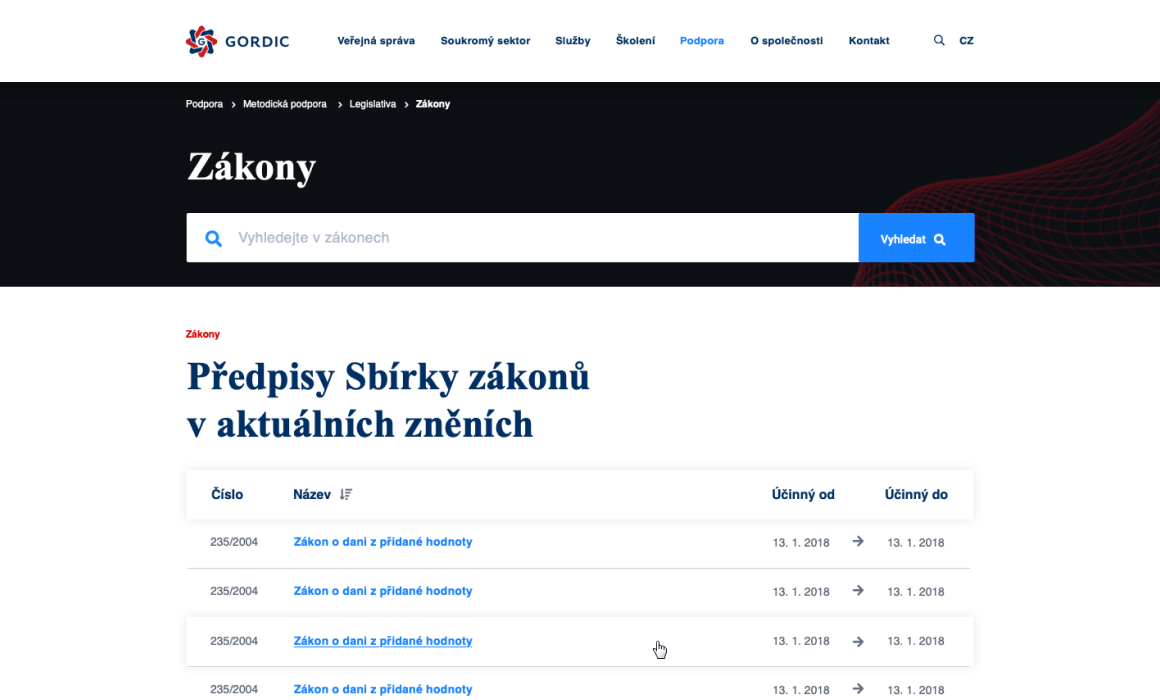 GORDIC
Veřejná správa Soukromý sektor Služby Školení Podpora O společnosti Kontakt CZ
Podpora > Metodická podpora > Legislativa > Zákony
Zákony
Vyhledejte v zákonech
Vyhledat
Zákony
Předpisy Sbírky zákonů
v aktuálních zněních
Číslo Název Účinný od Účinný do
235/2004 Zákon o dani z přidané hodnoty 13. 1. 2018 → 13. 1. 2018
235/2004 Zákon o dani z přidané hodnoty 13. 1. 2018 → 13. 1. 2018
235/2004 Zákon o dani z přidané hodnoty 13. 1. 2018 → 13. 1. 2018
235/2004 Zákon o dani z přidané hodnoty 13. 1. 2018 → 13. 1. 2018